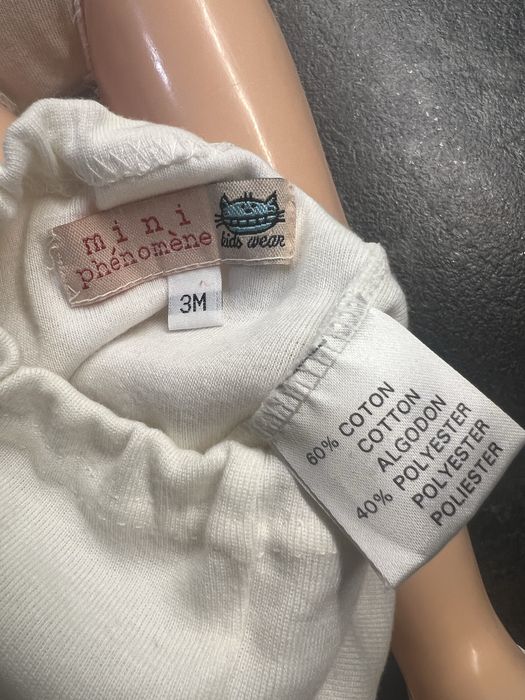 mini
phénomène
kids wear
3M
60% COTON
COTTON
ALGODON
40% POLYESTER
POLYESTER
POLIESTER